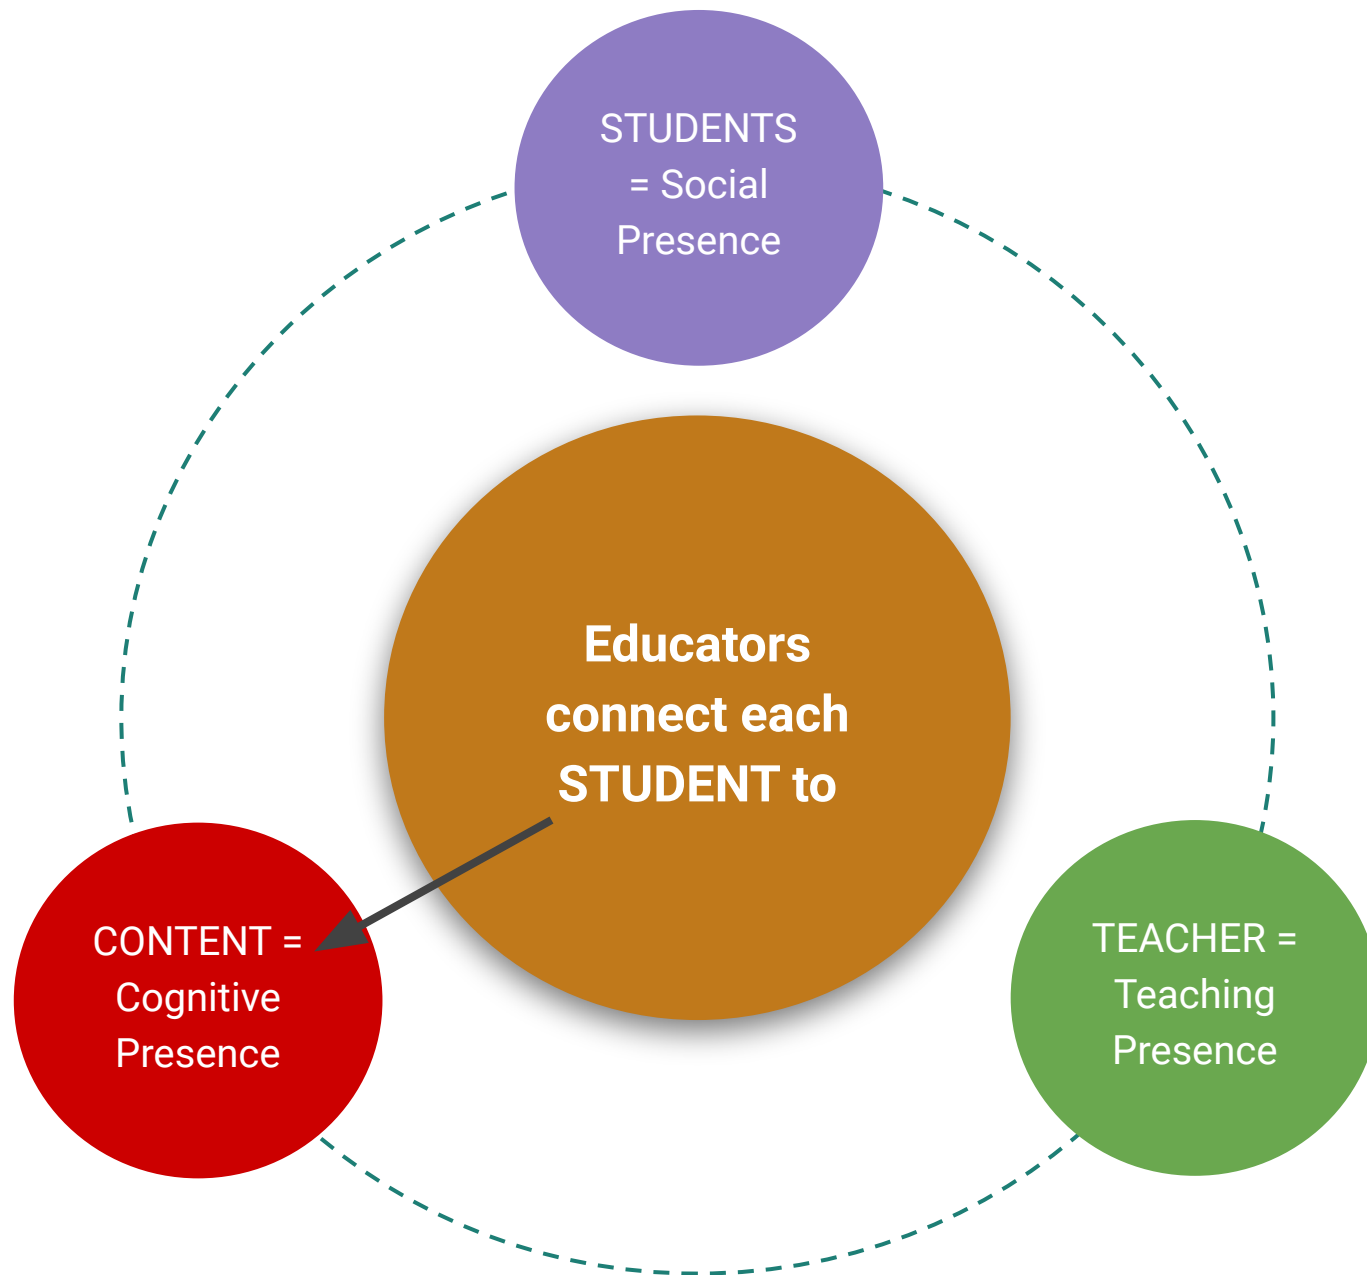 STUDENTS
= Social
Presence
Educators
connect each
STUDENT to
CONTENT =
Cognitive
Presence
TEACHER =
Teaching
Presence